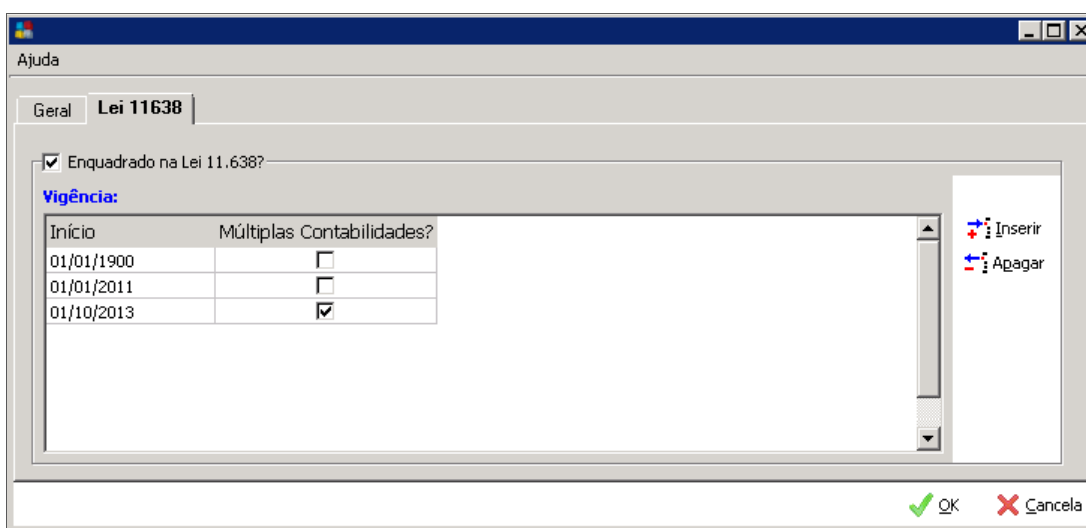 Ajuda
Geral Lei 11638
Enquadrado na Lei 11.638?
Vigência:
Início Múltiplas Contabilidades?
01/01/1900
01/01/2011
01/10/2013
Inserir
Apagar
OK Cancela